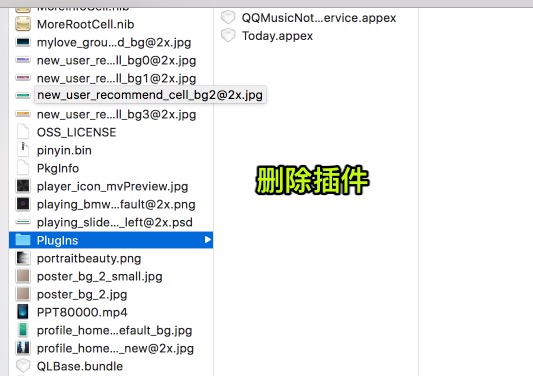 MoreInfoCell.nib
MoreRootCell.nib
mylove_grou...d_bg@2x.jpg
new_user_re...ll_bg0@2x.jpg
new_user_re...ll_bg1@2x.jpg
new_user_recommend_cell_bg2@2x.jpg
new_user_re...ll_bg3@2x.jpg
OSS_LICENSE
pinyin.bin
PkgInfo
player_icon_mvPreview.jpg
playing_bmw...fault@2x.png
playing_slide..._left@2x.psd
PlugIns
portraitbeauty.png
poster_bg_2_small.jpg
poster_bg_2.jpg
PPT80000.mp4
profile_home...efault_bg.jpg
profile_home..._new@2x.jpg
QLBase.bundle
QQMusicNot...ervice.appex
Today.appex
删除插件